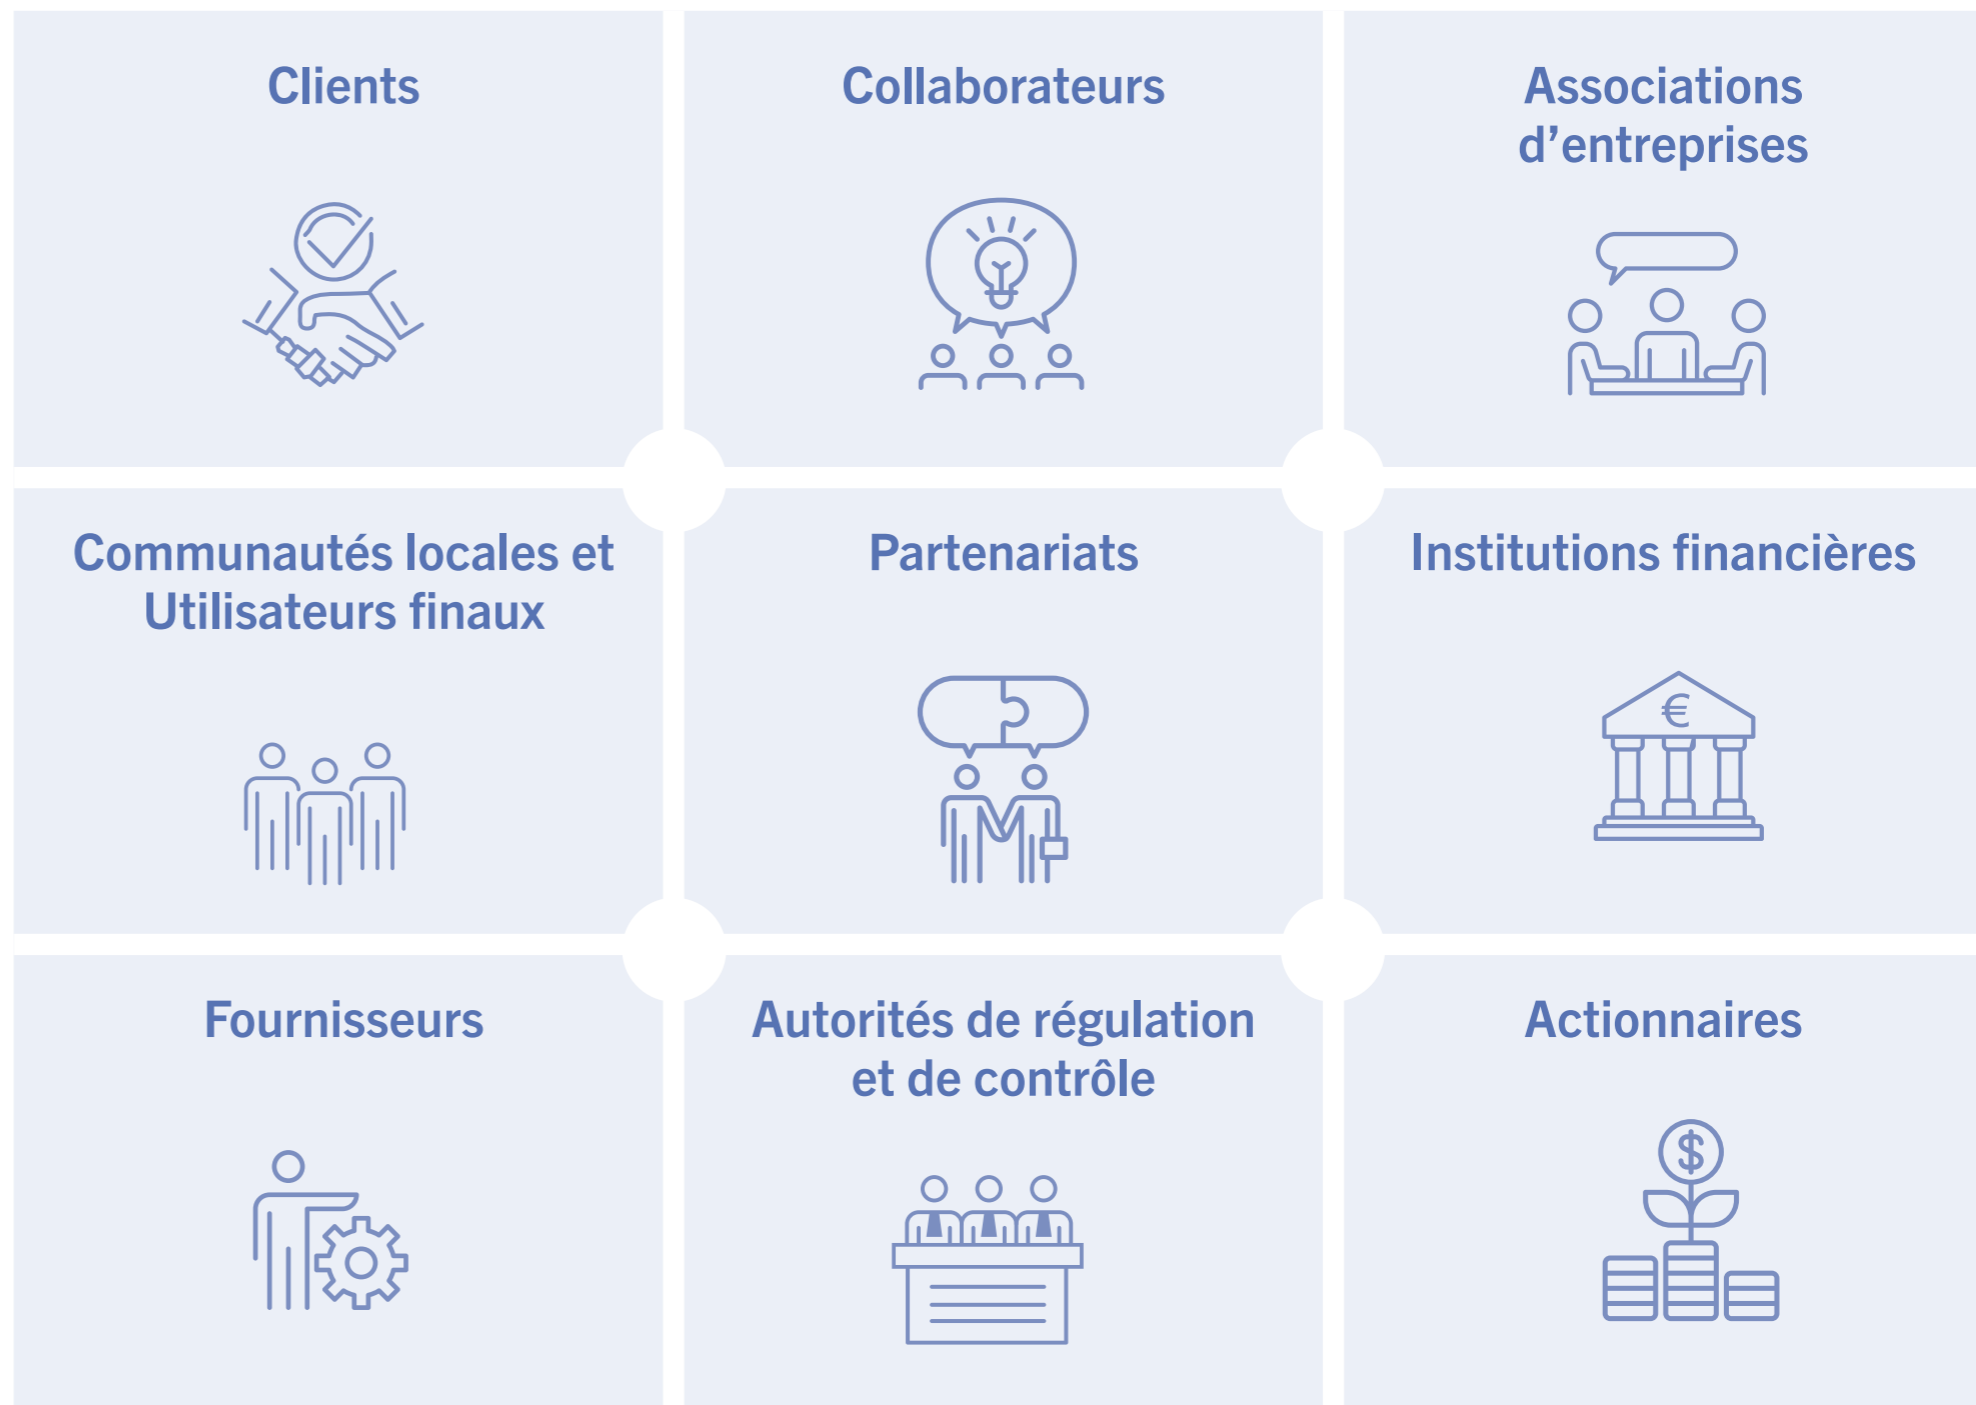 Clients
Collaborateurs
Associations
d’entreprises
Communautés locales et
Utilisateurs finaux
Partenariats
Institutions financières
€
Fournisseurs
Autorités de régulation
et de contrôle
Actionnaires
$